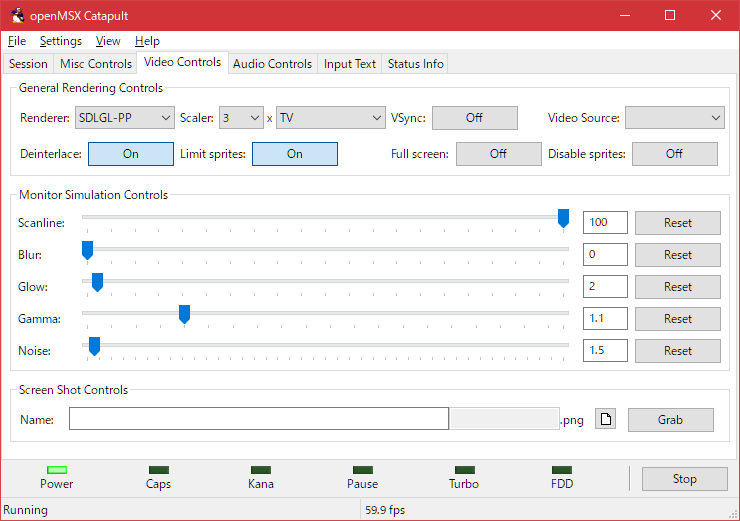 openMSX Catapult
File Settings View Help
Session Misc Controls Video Controls Audio Controls Input Text Status Info
General Rendering Controls
Renderer: SDLGL-PP Scaler: 3 x TV VSync: Off Video Source:
Deinterlace: On Limit sprites: On Full screen: Off Disable sprites: Off
Monitor Simulation Controls
Scanline: 100 Reset
Blur: 0 Reset
Glow: 2 Reset
Gamma: 1.1 Reset
Noise: 1.5 Reset
Screen Shot Controls
Name: .png Grab
Power Caps Kana Pause Turbo FDD Stop
Running 59.9 fps